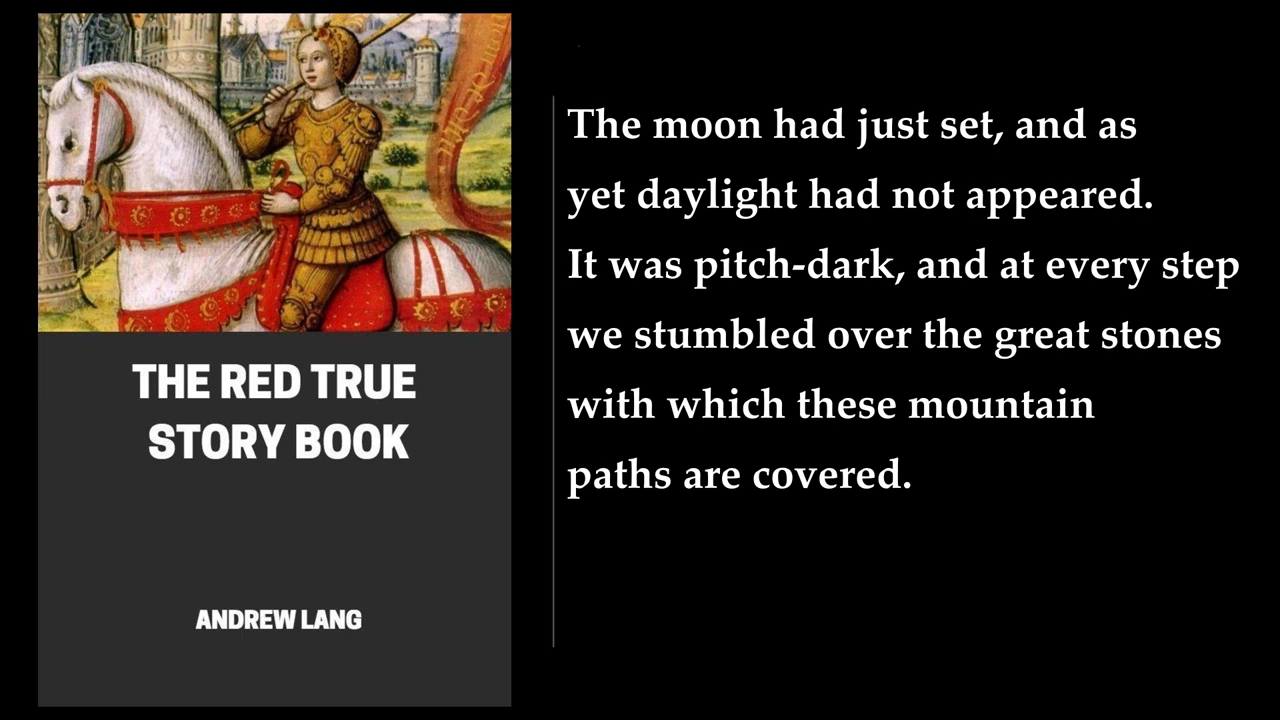 THE RED TRUE
STORY BOOK
ANDREW LANG
The moon had just set, and as
yet daylight had not appeared.
It was pitch-dark, and at every step
we stumbled over the great stones
with which these mountain
paths are covered.